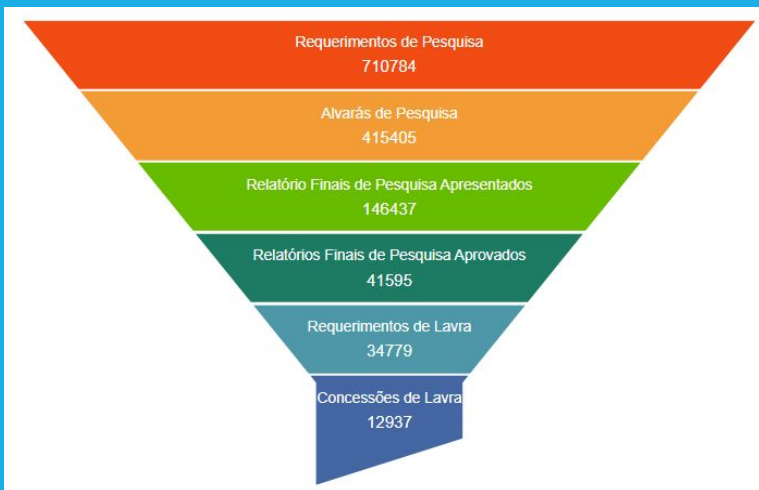 Requerimentos de Pesquisa
710784
Alvarás de Pesquisa
415405
Relatório Finais de Pesquisa Apresentados
146437
Relatórios Finais de Pesquisa Aprovados
41595
Requerimentos de Lavra
34779
Concessões de Lavra
12937